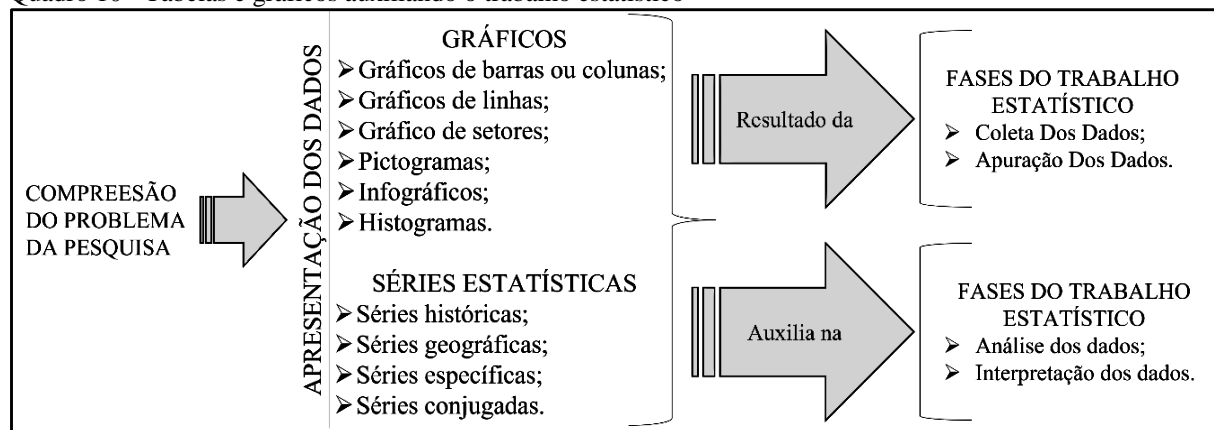 Quadro 10 - Tabelas e gráficos auxiliando o trabalho estatístico
COMPREESÃO
DO PROBLEMA
DA PESQUISA
APRESENTAÇÃO DOS DADOS
GRÁFICOS
➢Gráficos de barras ou colunas;
➢Gráficos de linhas;
➢Gráfico de setores;
➢Pictogramas;
➢Infográficos;
➢Histogramas.
SÉRIES ESTATÍSTICAS
➢Séries históricas;
➢Séries geográficas;
➢Séries específicas;
➢Séries conjugadas.
Resultado da
FASES DO TRABALHO
ESTATÍSTICO
➢ Coleta Dos Dados;
➢ Apuração Dos Dados.
Auxilia na
FASES DO TRABALHO
ESTATÍSTICO
➢ Análise dos dados;
➢ Interpretação dos dados.